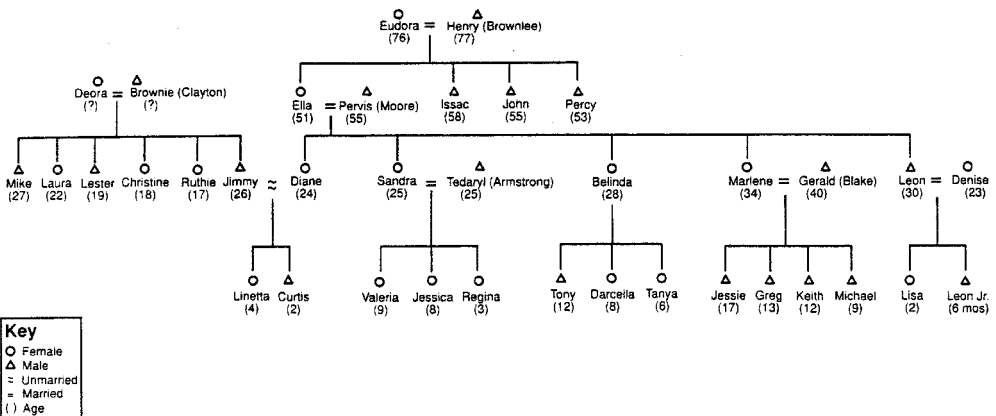 Eudora = Henry (Brownlee)
(76) (77)
Deora = Brownie (Clayton)
(?) (?)
Ella = Pervis (Moore) Issac John Percy
(51) (55) (58) (55) (53)
Mike Laura Lester Christine Ruthie Jimmy ≈ Diane Sandra = Tedaryl (Armstrong) Belinda Marlene = Gerald (Blake) Leon = Denise
(27) (22) (19) (18) (17) (26) (24) (25) (25) (28) (34) (40) (30) (23)
Linetta Curtis Valeria Jessica Regina Tony Darcella Tanya Jessie Greg Keith Michael Lisa Leon Jr.
(4) (2) (9) (8) (3) (12) (8) (6) (17) (13) (12) (9) (2) (6 mos)
Key
Female
Male
≈ Unmarried
= Married
( ) Age